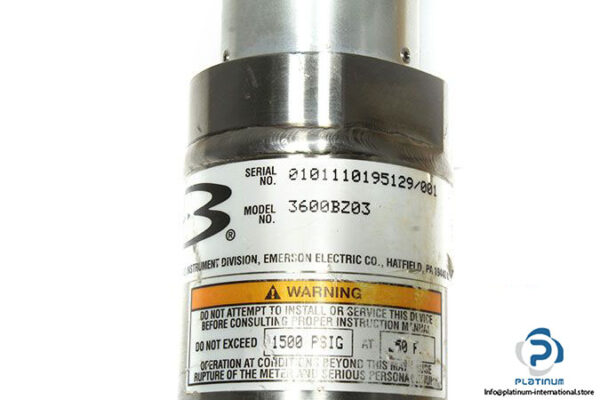 SERIAL NO. 0101110195129/001
B ®
MODEL NO. 3600BZ03
INSTRUMENT DIVISION, EMERSON ELECTRIC CO., HATFIELD, PA
WARNING
DO NOT ATTEMPT TO INSTALL OR SERVICE THIS DEVICE
BEFORE CONSULTING PROPER INSTRUCTION MANUAL
DO NOT EXCEED 1500 PSIG AT 50 F.
OPERATION AT CONDITIONS BEYOND THIS MAY CAUSE
RUPTURE OF THE METER AND SERIOUS PERSONAL
PLATINUM
Info@platinum-international.store